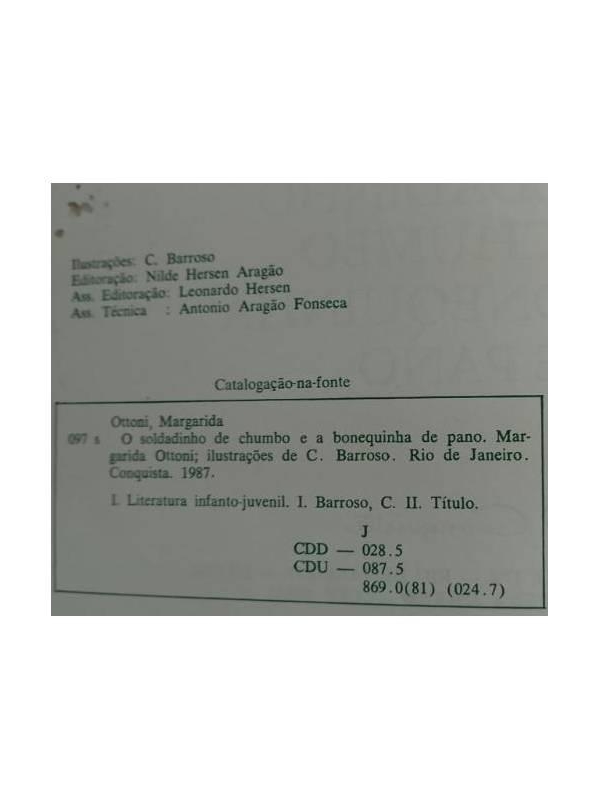 Ilustrações: C. Barroso
Editoração: Nilde Hersen Aragão
Ass. Editoração: Leonardo Hersen
Ass. Técnica : Antonio Aragão Fonseca
Catalogação-na-fonte
Ottoni, Margarida
097 s O soldadinho de chumbo e a bonequinha de pano. Mar-
garida Ottoni; ilustrações de C. Barroso. Rio de Janeiro.
Conquista. 1987.
I. Literatura infanto-juvenil. I. Barroso, C. II. Título.
J
CDD — 028.5
CDU — 087.5
869.0(81) (024.7)